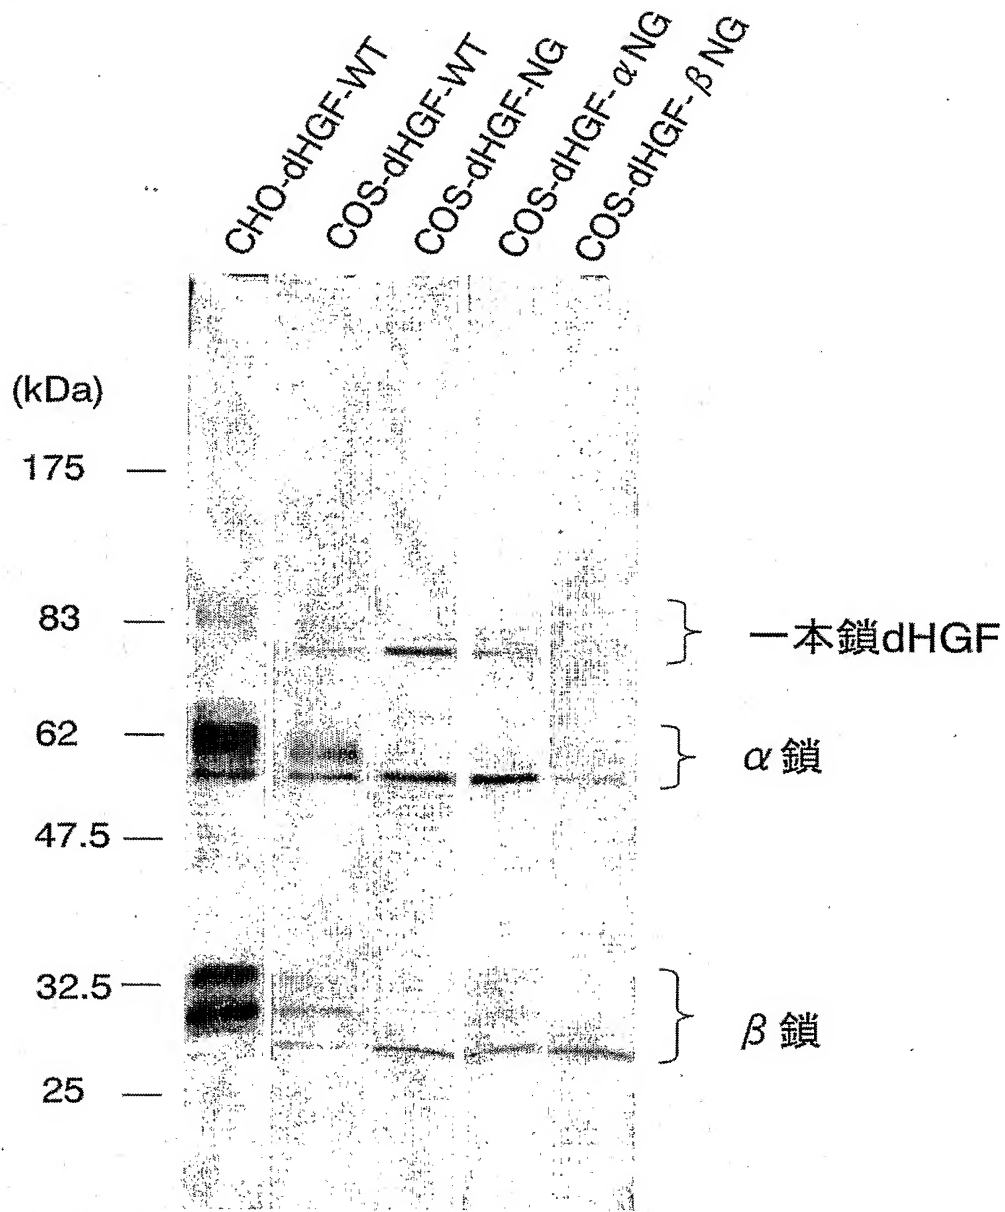 CHO-dHGF-WT
COS-dHGF-WT
COS-dHGF-NG
COS-dHGF-αNG
COS-dHGF-βNG
(kDa)
175
83
一本鎖dHGF
62
α鎖
47.5
32.5
β鎖
25